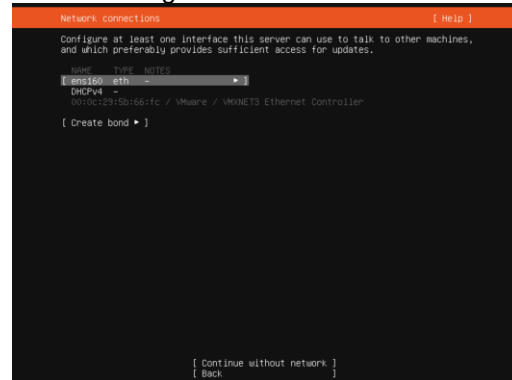 Network connections [ Help ]
Configure at least one interface this server can use to talk to other machines,
and which preferably provides sufficient access for updates.
NAME TYPE NOTES
[ ens160 eth - ▸ ]
DHCPv4 -
00:0c:29:5b:66:fc / VMware / VMXNET3 Ethernet Controller
[ Create bond ▸ ]
[ Continue without network ]
[ Back ]